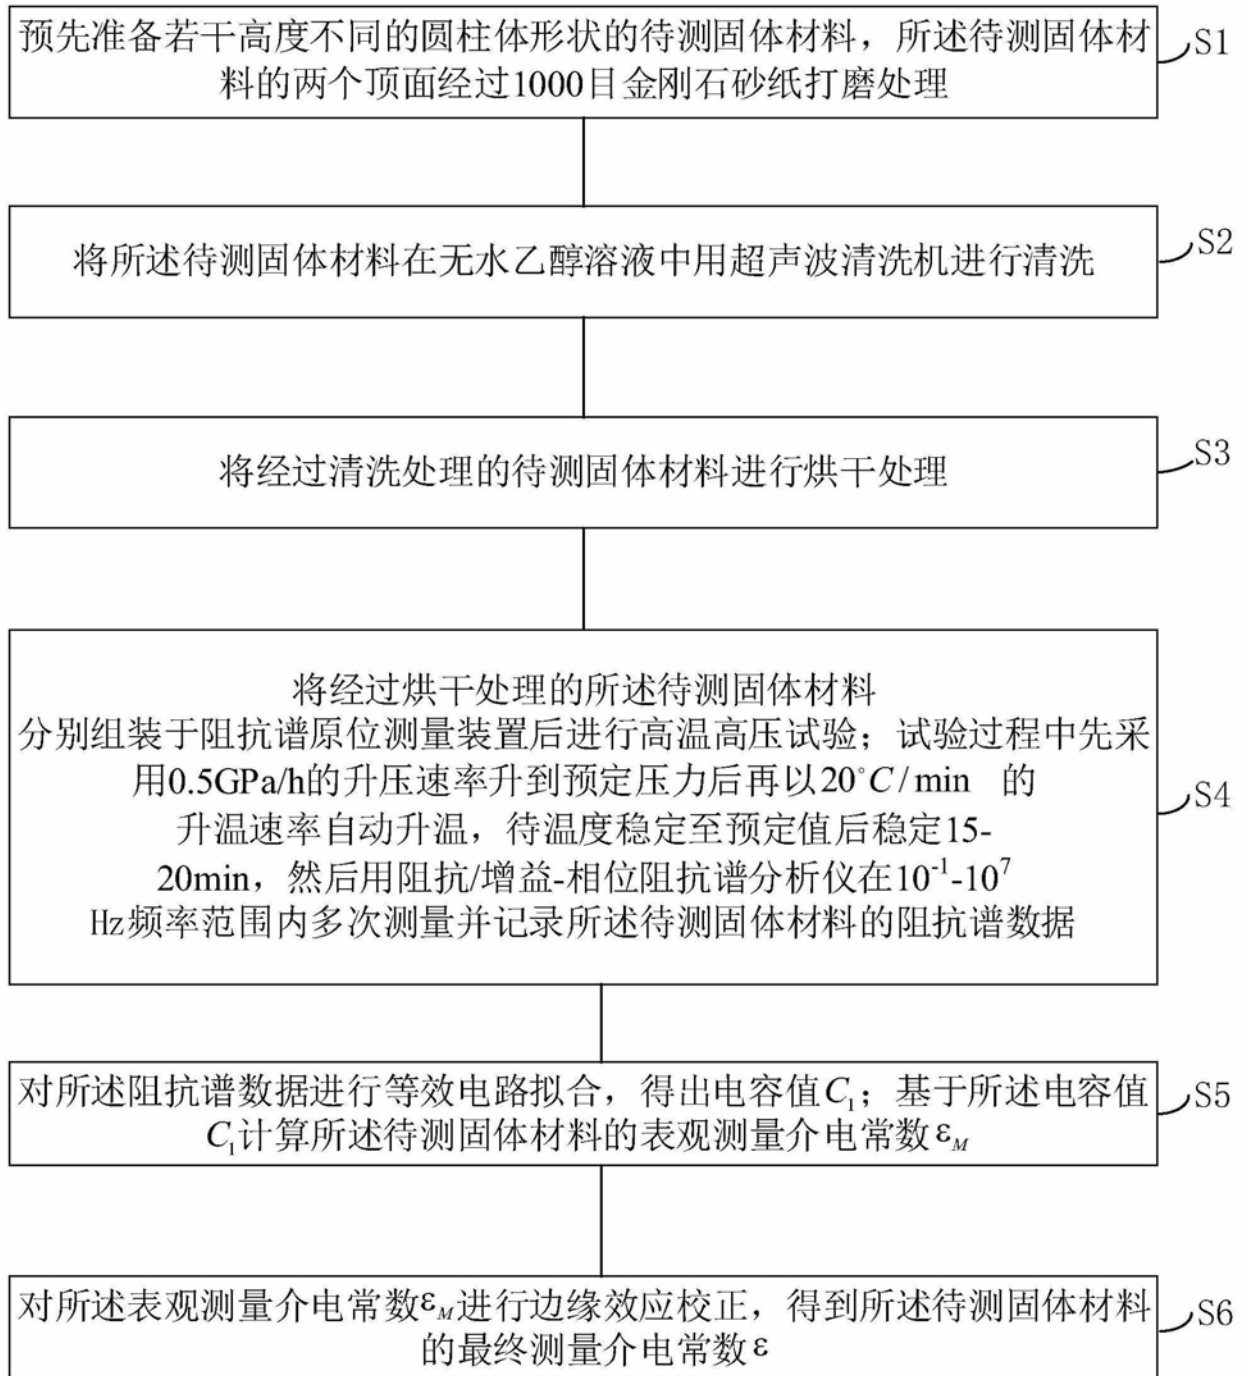 预先准备若干高度不同的圆柱体形状的待测固体材料，所述待测固体材
料的两个顶面经过1000目金刚石砂纸打磨处理
S1
将所述待测固体材料在无水乙醇溶液中用超声波清洗机进行清洗
S2
将经过清洗处理的待测固体材料进行烘干处理
S3
将经过烘干处理的所述待测固体材料
分别组装于阻抗谱原位测量装置后进行高温高压试验；试验过程中先采
用0.5GPa/h的升压速率升到预定压力后再以20°C/min 的
升温速率自动升温，待温度稳定至预定值后稳定15-
20min，然后用阻抗/增益-相位阻抗谱分析仪在10⁻¹-10⁷
Hz频率范围内多次测量并记录所述待测固体材料的阻抗谱数据
S4
对所述阻抗谱数据进行等效电路拟合，得出电容值C₁；基于所述电容值
C₁计算所述待测固体材料的表观测量介电常数ε_M
S5
对所述表观测量介电常数ε_M进行边缘效应校正，得到所述待测固体材料
的最终测量介电常数ε
S6